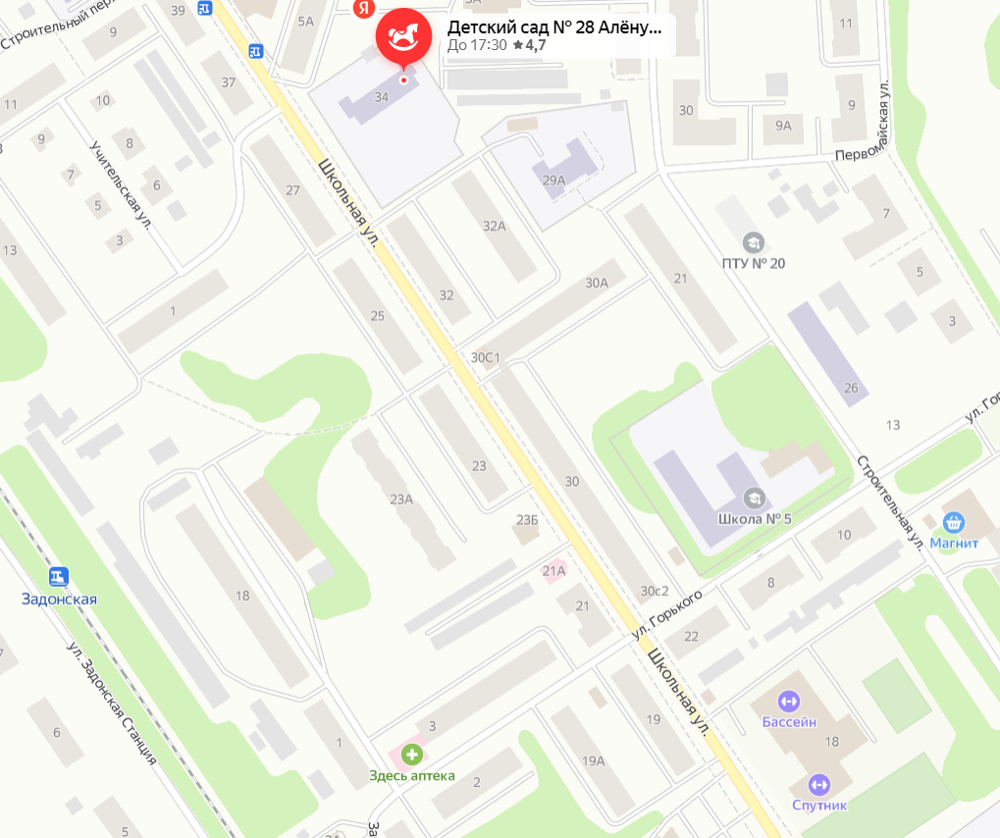 Детский сад № 28 Алёну...
До 17:30 ★4,7
Я
39
5А
11
Строительный пер
9
37
11
10
34
30
9
9А
Первомайская ул.
9
8
Учительская ул.
7
6
5
3
27
Школьная ул.
29А
32А
7
ПТУ № 20
5
13
1
25
32
30А
21
3
30С1
26
13
ул. Гор
23
23А
30
Строительная ул.
Школа № 5
23Б
10
Магнит
Задонская
18
21А
8
30с2
21
ул. Горького
22
ул. Задонская Станция
Школьная ул.
6
1
3
19
Бассейн
18
Здесь аптека
2
19А
Спутник
5
За